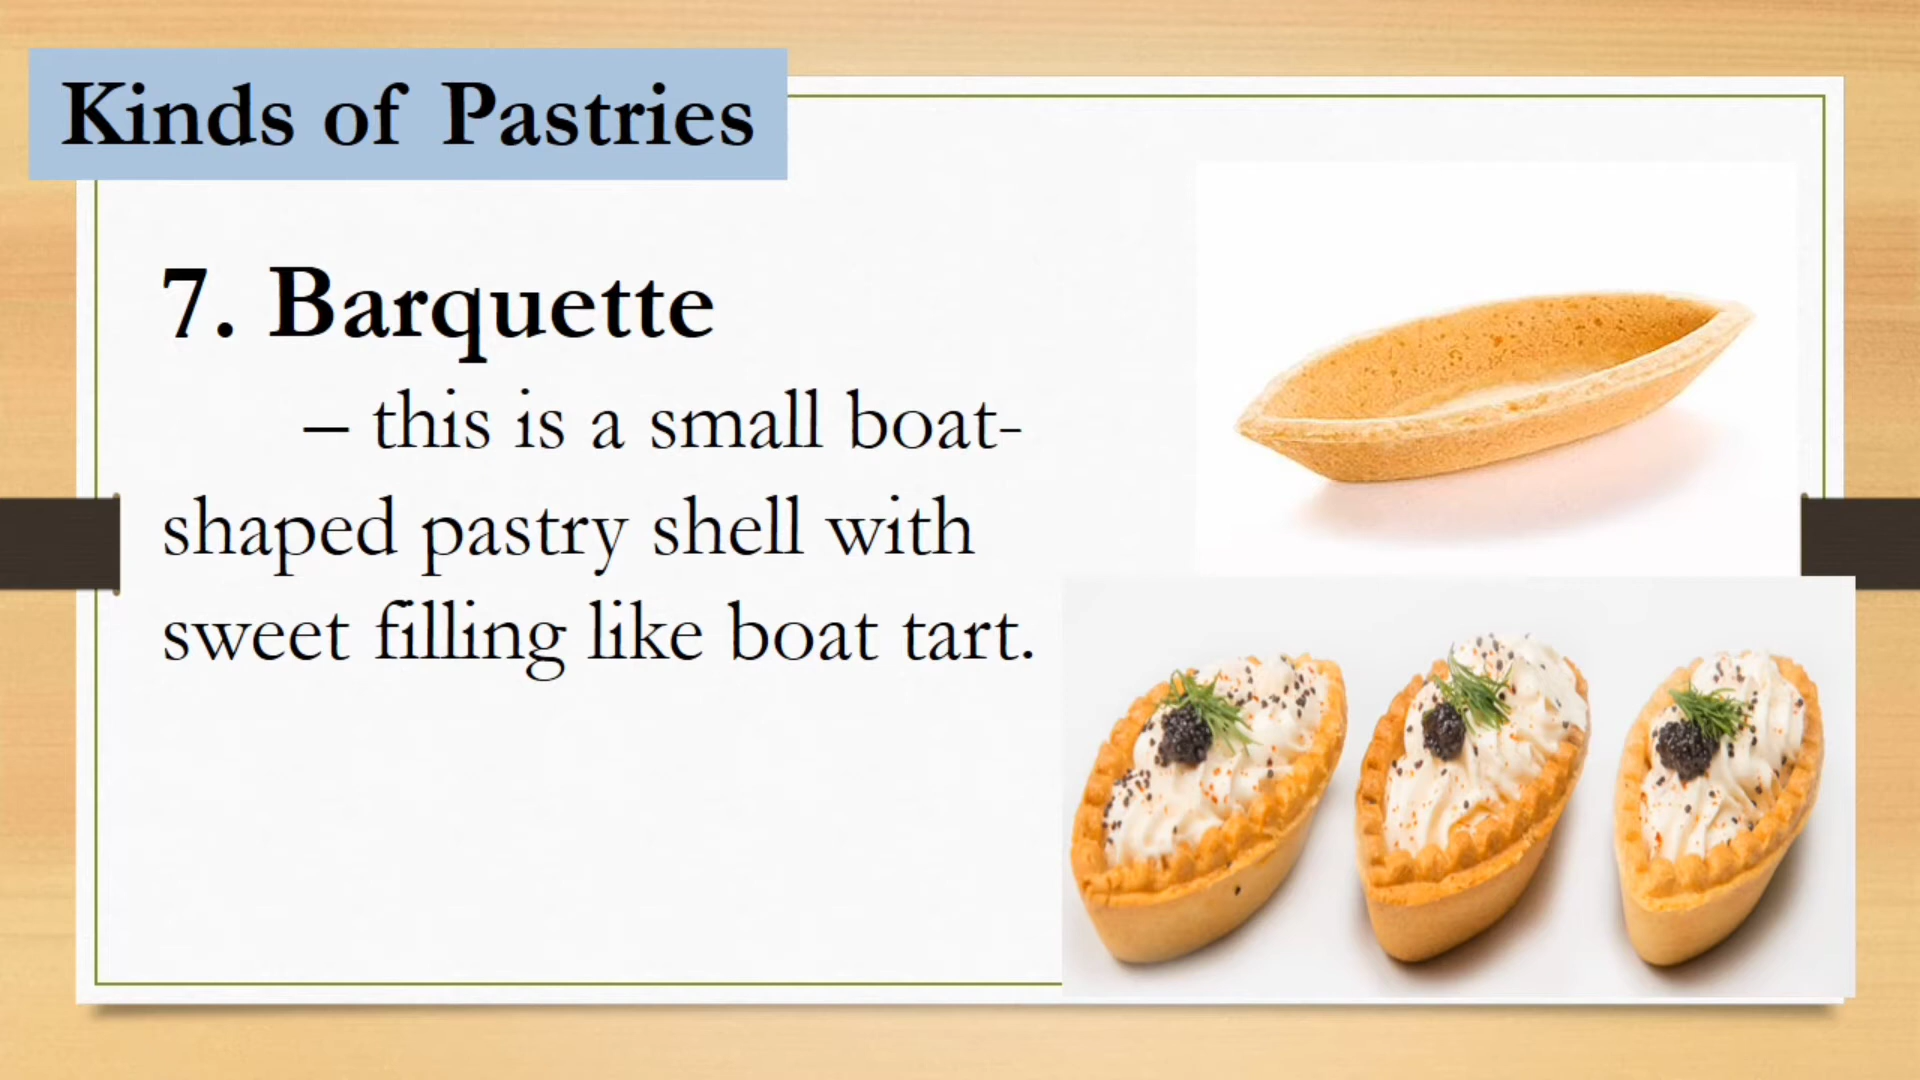 Kinds of Pastries
7. Barquette
– this is a small boat-
shaped pastry shell with
sweet filling like boat tart.